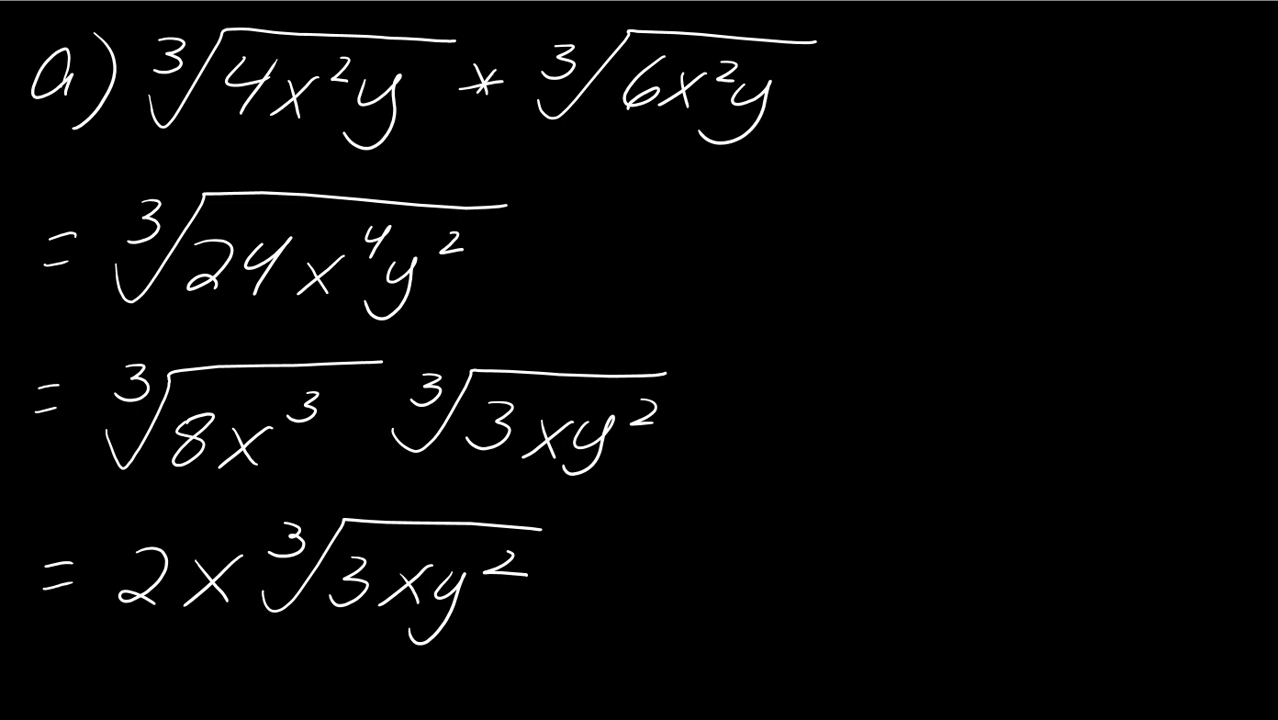 a) ∛(4x²y) * ∛(6x²y)
= ∛(24x⁴y²)
= ∛(8x³) ∛(3xy²)
= 2x ∛(3xy²)